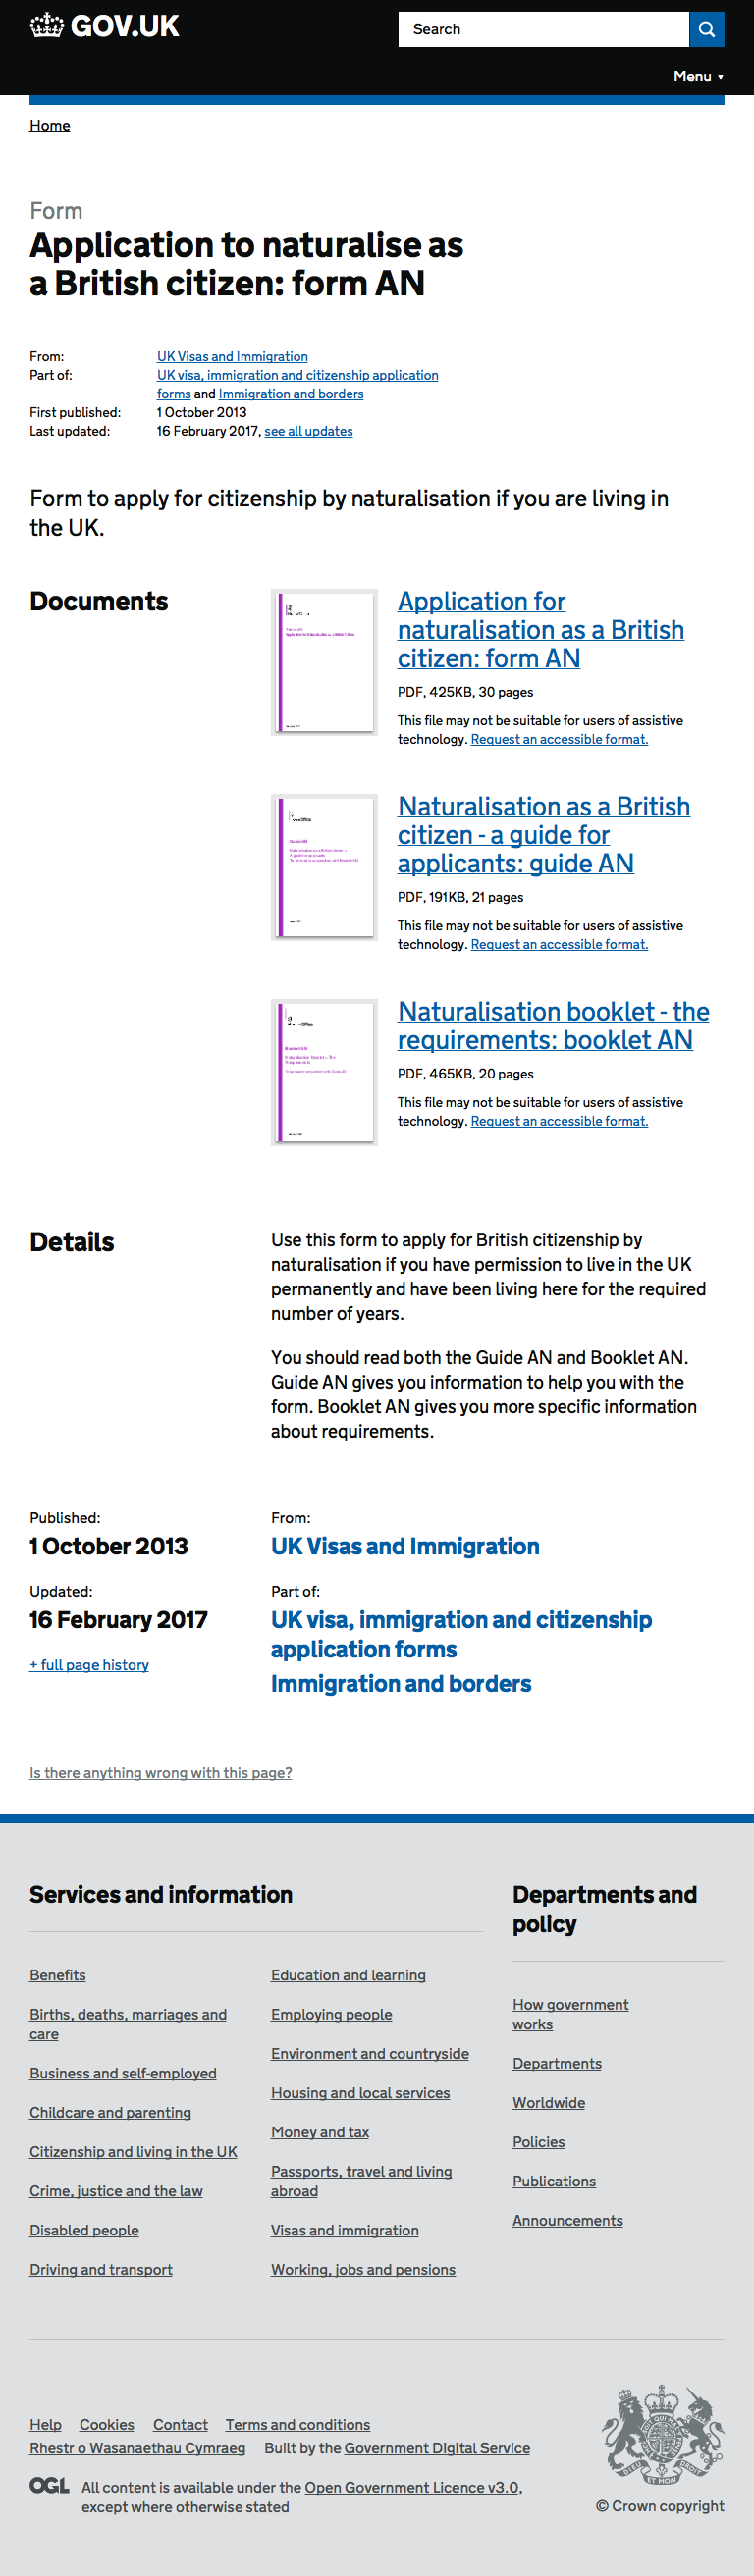 GOV.UK
Search
Menu ▼
Home
Form
Application to naturalise as
a British citizen: form AN
From: UK Visas and Immigration
Part of: UK visa, immigration and citizenship application
forms and Immigration and borders
First published: 1 October 2013
Last updated: 16 February 2017, see all updates
Form to apply for citizenship by naturalisation if you are living in
the UK.
Documents
Application for
naturalisation as a British
citizen: form AN
PDF, 425KB, 30 pages
This file may not be suitable for users of assistive
technology. Request an accessible format.
Naturalisation as a British
citizen - a guide for
applicants: guide AN
PDF, 191KB, 21 pages
This file may not be suitable for users of assistive
technology. Request an accessible format.
Naturalisation booklet - the
requirements: booklet AN
PDF, 465KB, 20 pages
This file may not be suitable for users of assistive
technology. Request an accessible format.
Details
Use this form to apply for British citizenship by
naturalisation if you have permission to live in the UK
permanently and have been living here for the required
number of years.
You should read both the Guide AN and Booklet AN.
Guide AN gives you information to help you with the
form. Booklet AN gives you more specific information
about requirements.
Published:
1 October 2013
Updated:
16 February 2017
+ full page history
From:
UK Visas and Immigration
Part of:
UK visa, immigration and citizenship
application forms
Immigration and borders
Is there anything wrong with this page?
Services and information
Benefits
Births, deaths, marriages and
care
Business and self-employed
Childcare and parenting
Citizenship and living in the UK
Crime, justice and the law
Disabled people
Driving and transport
Education and learning
Employing people
Environment and countryside
Housing and local services
Money and tax
Passports, travel and living
abroad
Visas and immigration
Working, jobs and pensions
Departments and
policy
How government
works
Departments
Worldwide
Policies
Publications
Announcements
Help Cookies Contact Terms and conditions
Rhestr o Wasanaethau Cymraeg Built by the Government Digital Service
OGL All content is available under the Open Government Licence v3.0,
except where otherwise stated
DIEU ET MON DROIT
© Crown copyright